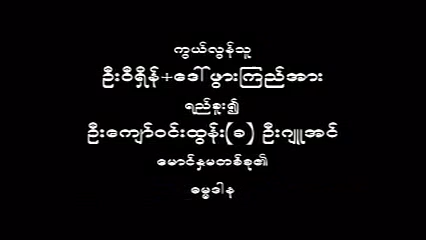 ကွယ်လွန်သူ
ဦးဝီရှိန်+ဒေါ်ဖွားကြည်အား
ရည်စူး၍
ဦးကျော်ဝင်းထွန်း(ခ) ဦးဂျူအင်
မောင်နှမတစ်စု၏
ဓမ္မဒါန